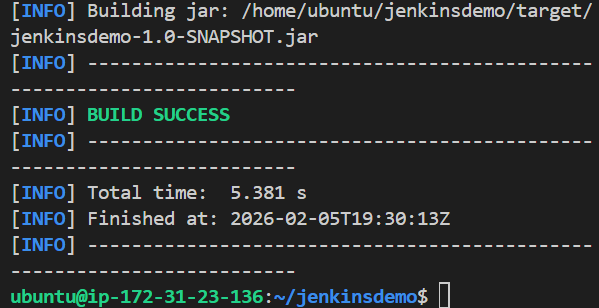 [INFO] Building jar: /home/ubuntu/jenkinsdemo/target/
jenkinsdemo-1.0-SNAPSHOT.jar
[INFO] ----------------------------------------------
--------------------------
[INFO] BUILD SUCCESS
[INFO] ----------------------------------------------
--------------------------
[INFO] Total time:  5.381 s
[INFO] Finished at: 2026-02-05T19:30:13Z
[INFO] ----------------------------------------------
--------------------------
ubuntu@ip-172-31-23-136:~/jenkinsdemo$